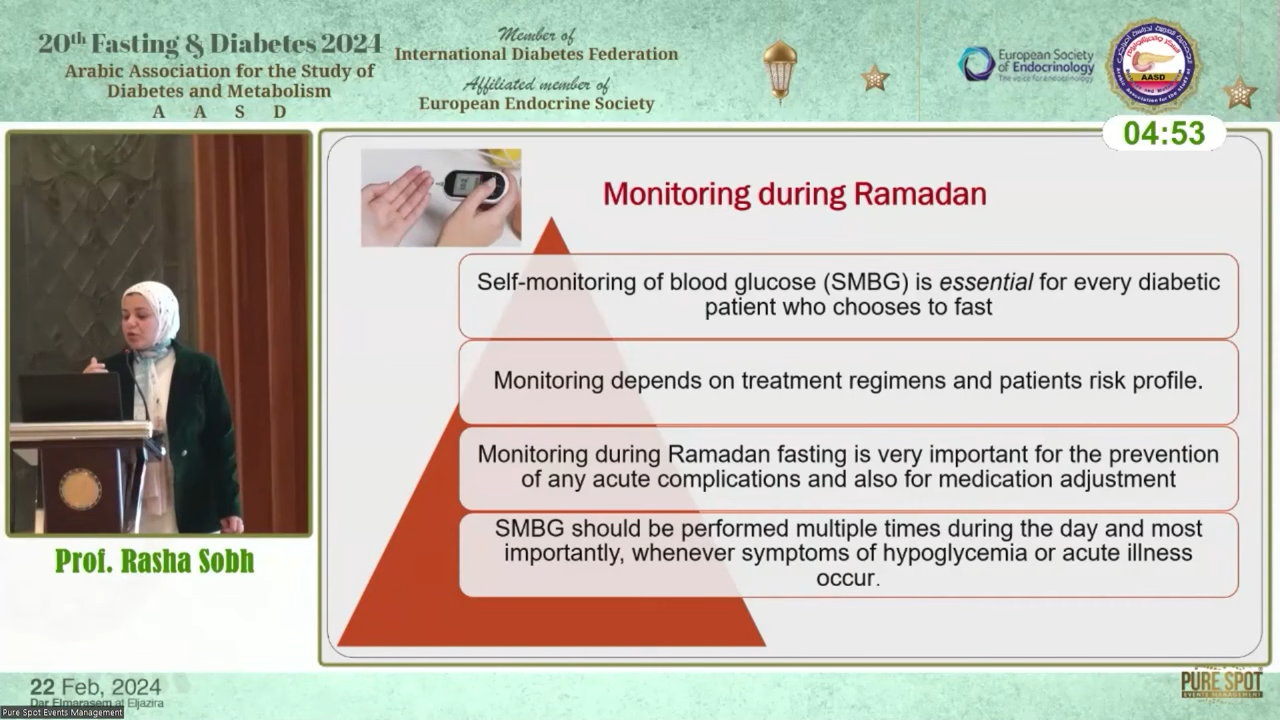 20th Fasting & Diabetes 2024
Arabic Association for the Study of
Diabetes and Metabolism
A A S D
Member of
International Diabetes Federation
Affiliated member of
European Endocrine Society
European Society
of Endocrinology
The voice for endocrinology
AASD
04:53
Monitoring during Ramadan
Self-monitoring of blood glucose (SMBG) is essential for every diabetic
patient who chooses to fast
Monitoring depends on treatment regimens and patients risk profile.
Monitoring during Ramadan fasting is very important for the prevention
of any acute complications and also for medication adjustment
SMBG should be performed multiple times during the day and most
importantly, whenever symptoms of hypoglycemia or acute illness
occur.
Prof. Rasha Sobh
22 Feb, 2024
Dar Elmarasem at Eljazira
Pure Spot Events Management
PURE SPOT
EVENTS MANAGEMENT